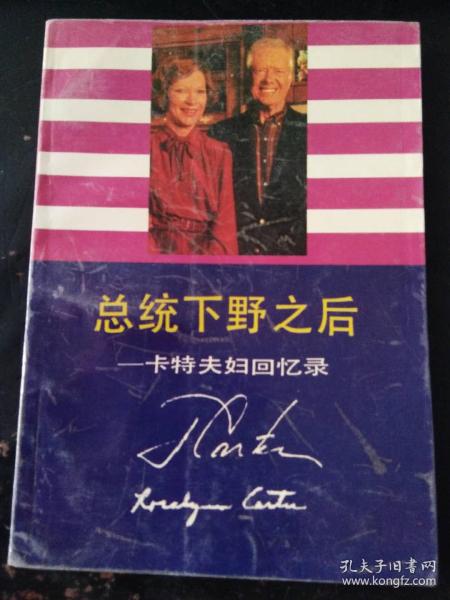 总统下野之后
—卡特夫妇回忆录
J Carter
Rosalynn Carter
孔夫子旧书网
www.kongfz.com